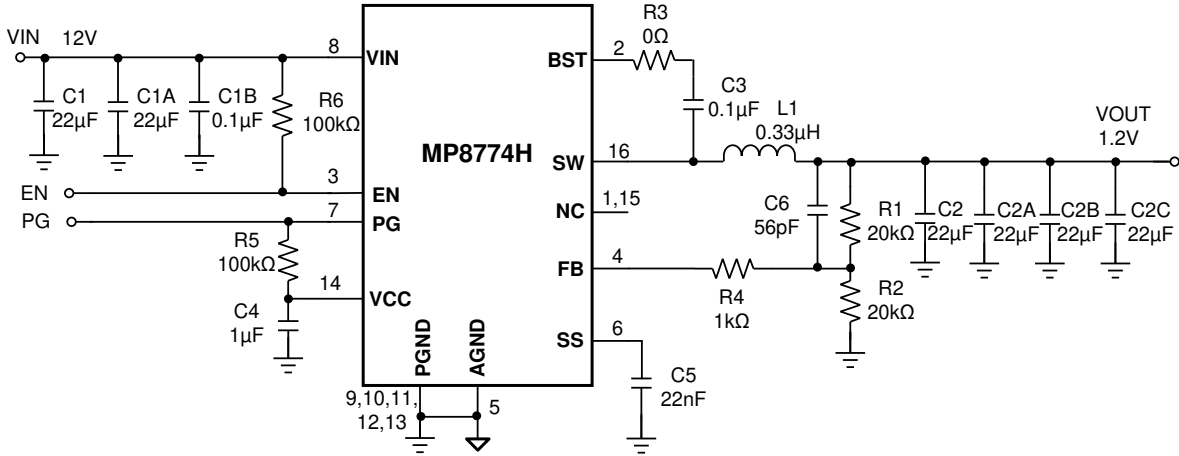 VIN 12V
8
VIN
C1
22µF
C1A
22µF
C1B
0.1µF
R6
100kΩ
EN
3
EN
PG
7
PG
R5
100kΩ
14
VCC
C4
1µF
MP8774H
PGND
AGND
9,10,11,
12,13
5
BST
2
R3
0Ω
C3
0.1µF
L1
0.33µH
SW
16
NC
1,15
FB
4
R4
1kΩ
C6
56pF
R1
20kΩ
R2
20kΩ
SS
6
C5
22nF
C2
22µF
C2A
22µF
C2B
22µF
C2C
22µF
VOUT
1.2V